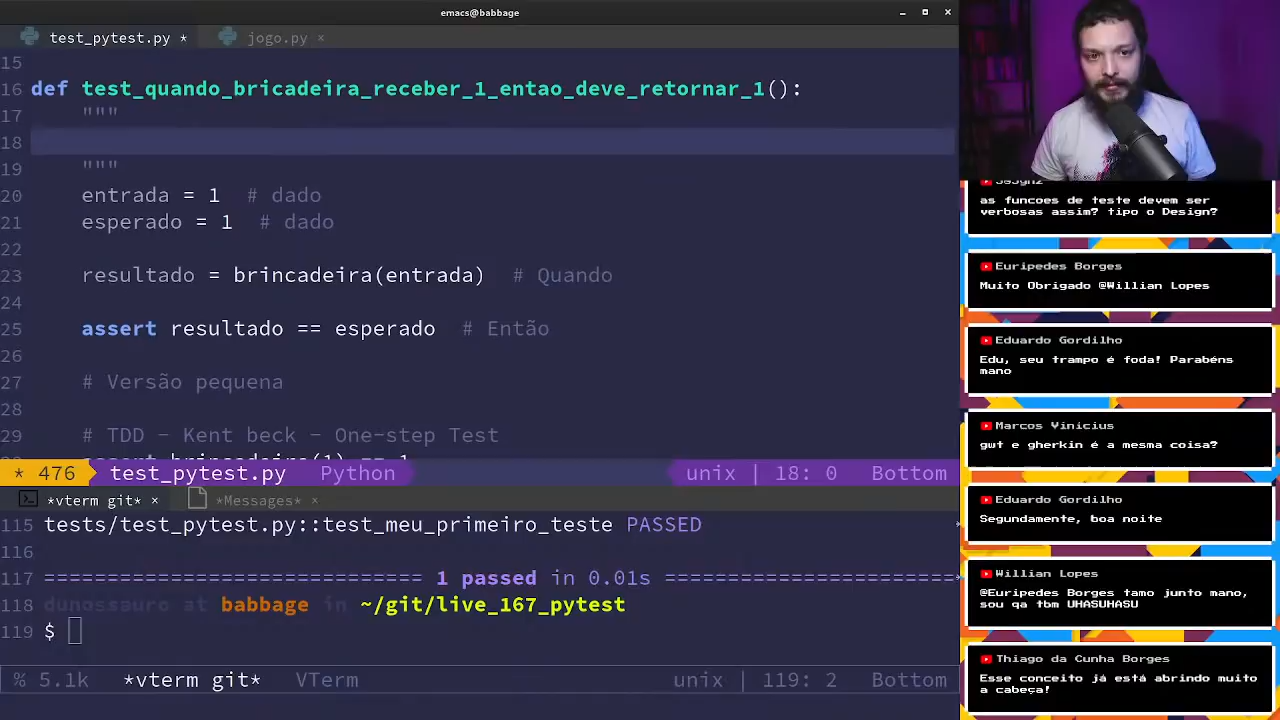 emacs@babbage
test_pytest.py * jogo.py ×
15
16 def test_quando_bricadeira_receber_1_entao_deve_retornar_1():
17 """
18
19 """
20 entrada = 1 # dado
21 esperado = 1 # dado
22
23 resultado = brincadeira(entrada) # Quando
24
25 assert resultado == esperado # Então
26
27 # Versão pequena
28
29 # TDD - Kent beck - One-step Test
* 476 test_pytest.py Python unix | 18: 0 Bottom
*vterm git* × *Messages* ×
115 tests/test_pytest.py::test_meu_primeiro_teste PASSED
116
117 ============================== 1 passed in 0.01s =======================
118 dunossauro at babbage in ~/git/live_167_pytest
119 $
% 5.1k *vterm git* VTerm unix | 119: 2 Bottom
as funcoes de teste devem ser
verbosas assim? tipo o Design?
Euripedes Borges
Muito Obrigado @Willian Lopes
Eduardo Gordilho
Edu, seu trampo é foda! Parabéns
mano
Marcos Vinicius
gwt e gherkin é a mesma coisa?
Eduardo Gordilho
Segundamente, boa noite
Willian Lopes
@Euripedes Borges tamo junto mano,
sou qa tbm UHASUHASU
Thiago da Cunha Borges
Esse conceito já está abrindo muito
a cabeça!